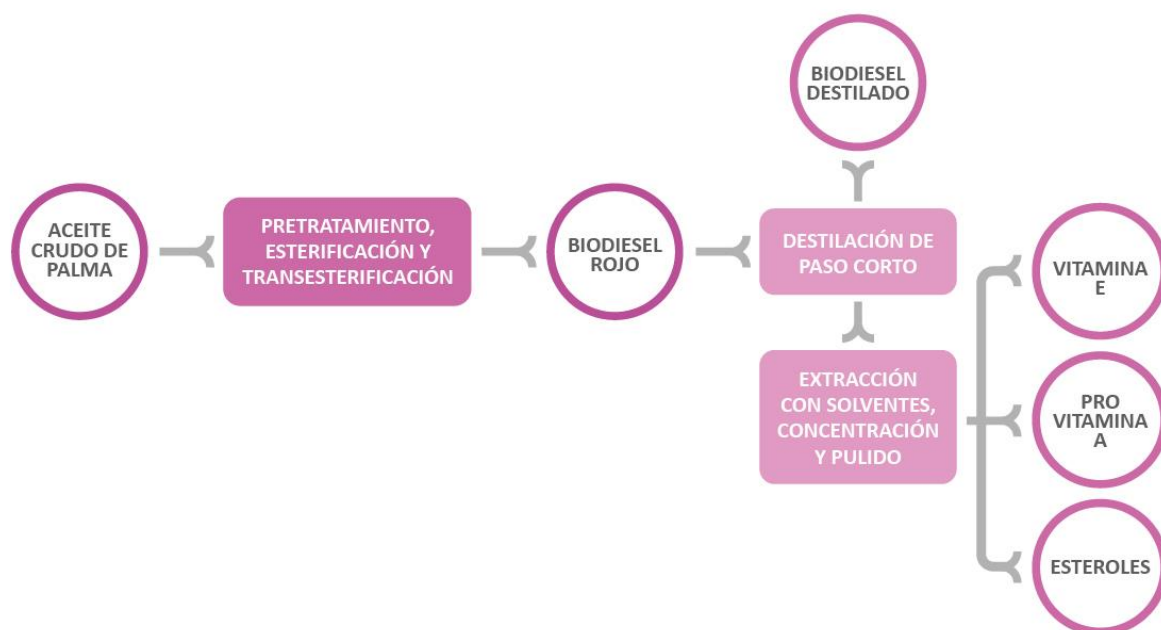 BIODIESEL
DESTILADO
ACEITE
CRUDO DE
PALMA
PRETRATAMIENTO,
ESTERIFICACIÓN Y
TRANSESTERIFICACIÓN
BIODIESEL
ROJO
DESTILACIÓN DE
PASO CORTO
EXTRACCIÓN
CON SOLVENTES,
CONCENTRACIÓN
Y PULIDO
VITAMINA
E
PRO
VITAMINA
A
ESTEROLES